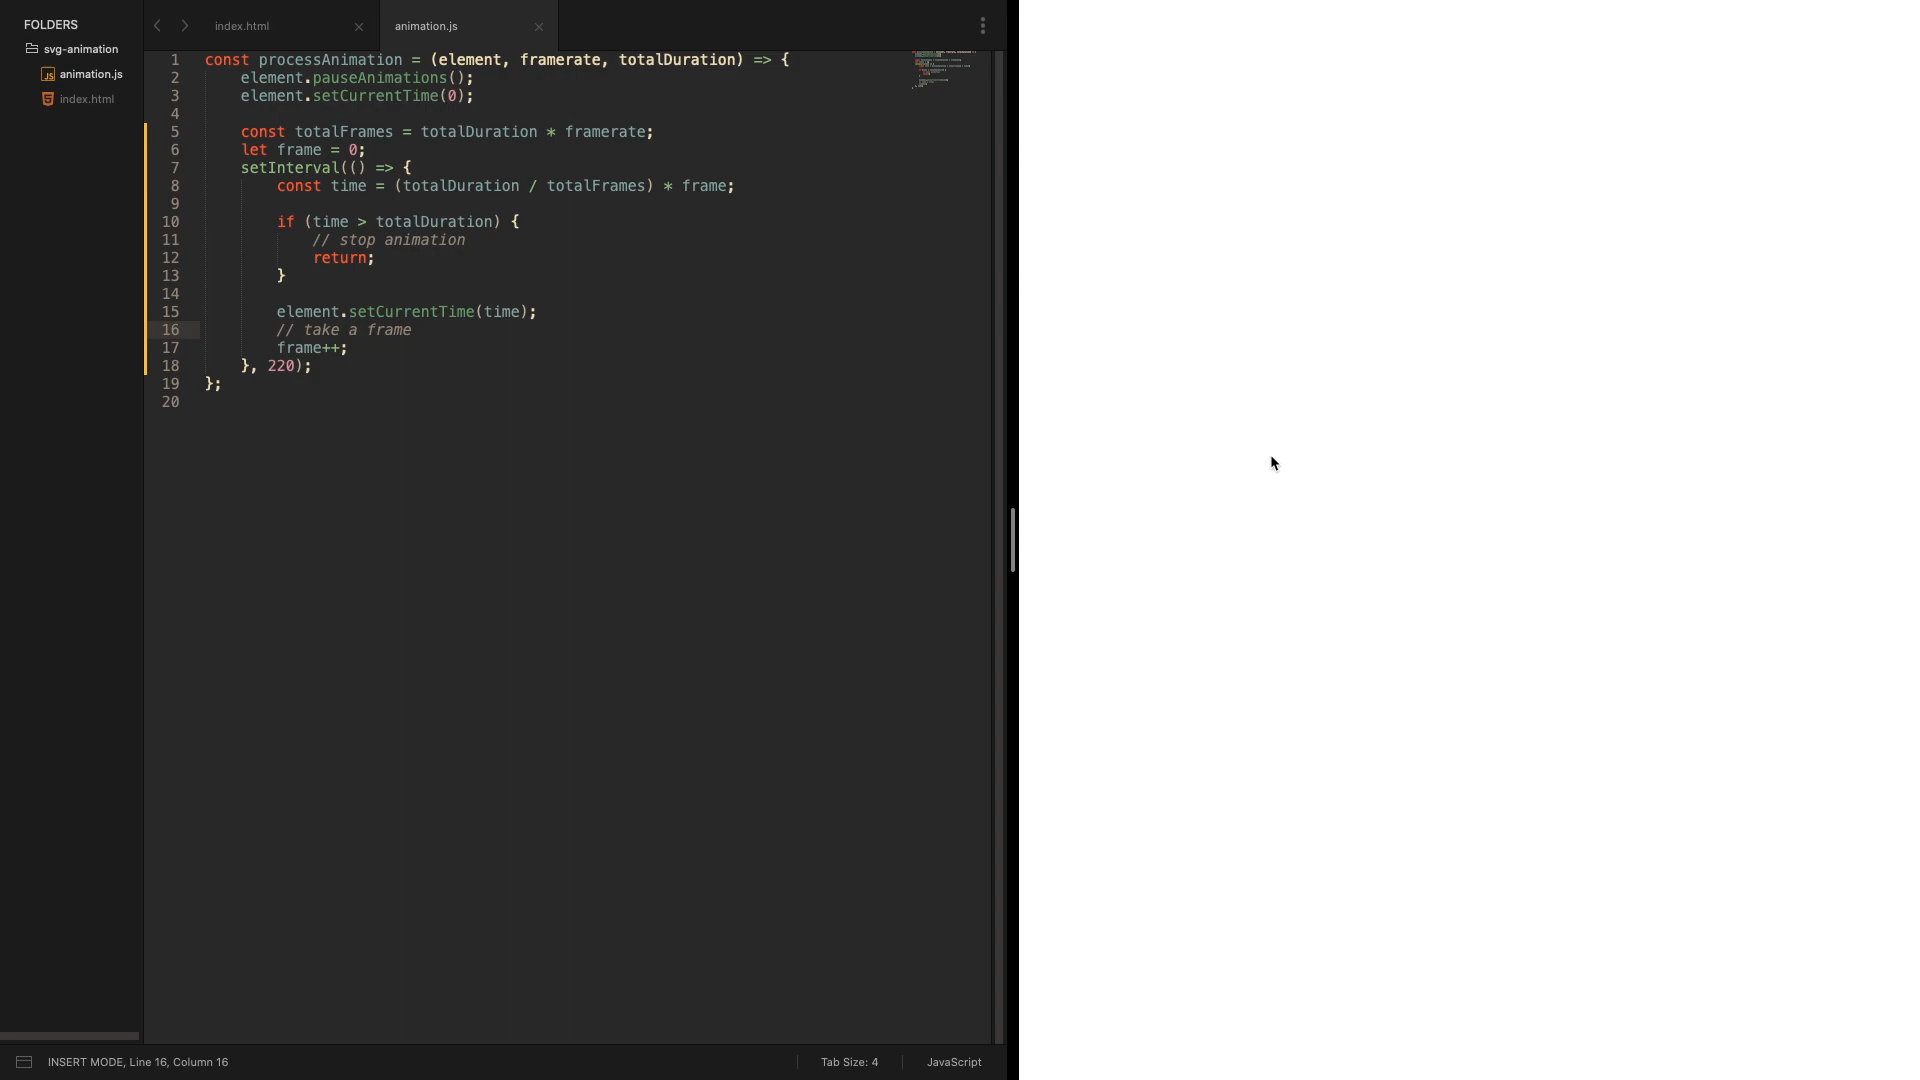 FOLDERS
svg-animation
animation.js
index.html
index.html
animation.js
1 const processAnimation = (element, framerate, totalDuration) => {
2     element.pauseAnimations();
3     element.setCurrentTime(0);
4
5     const totalFrames = totalDuration * framerate;
6     let frame = 0;
7     setInterval(() => {
8         const time = (totalDuration / totalFrames) * frame;
9
10         if (time > totalDuration) {
11             // stop animation
12             return;
13         }
14
15         element.setCurrentTime(time);
16         // take a frame
17         frame++;
18     }, 220);
19 };
20
INSERT MODE, Line 16, Column 16
Tab Size: 4
JavaScript